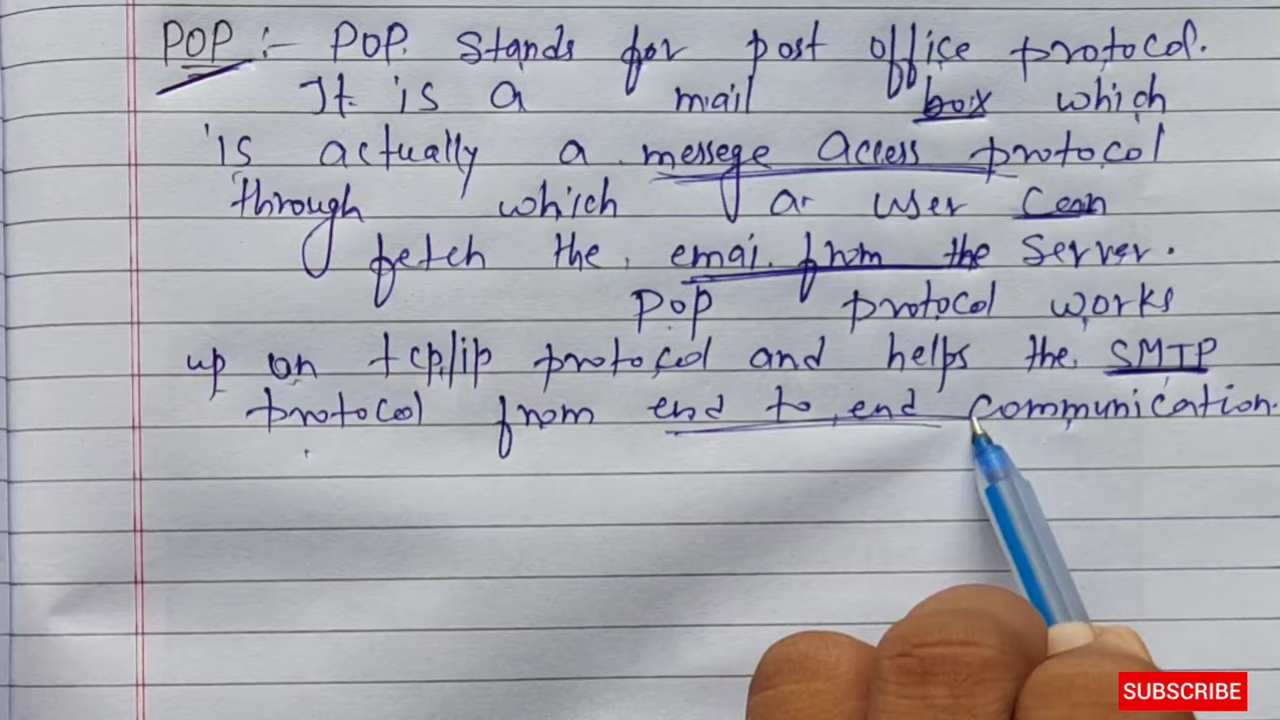 POP :- POP. Stands for post office protocol.
It is a mail box which
is actually a messege Access protocol
through which a user can
fetch the emai from the Server.
POP protocol works
up on tcp/ip protocol and helps the SMTP
protocol from end to end communication.
SUBSCRIBE